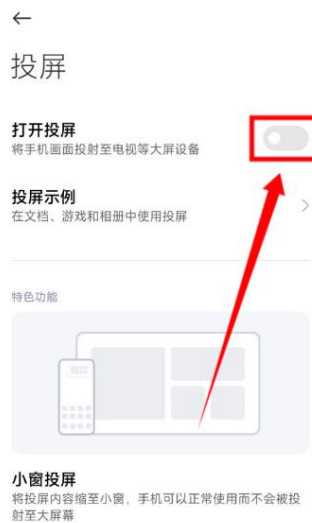 投屏
打开投屏
将手机画面投射至电视等大屏设备
投屏示例
在文档、游戏和相册中使用投屏
特色功能
小窗投屏
将投屏内容缩至小窗，手机可以正常使用而不会被投
射至大屏幕